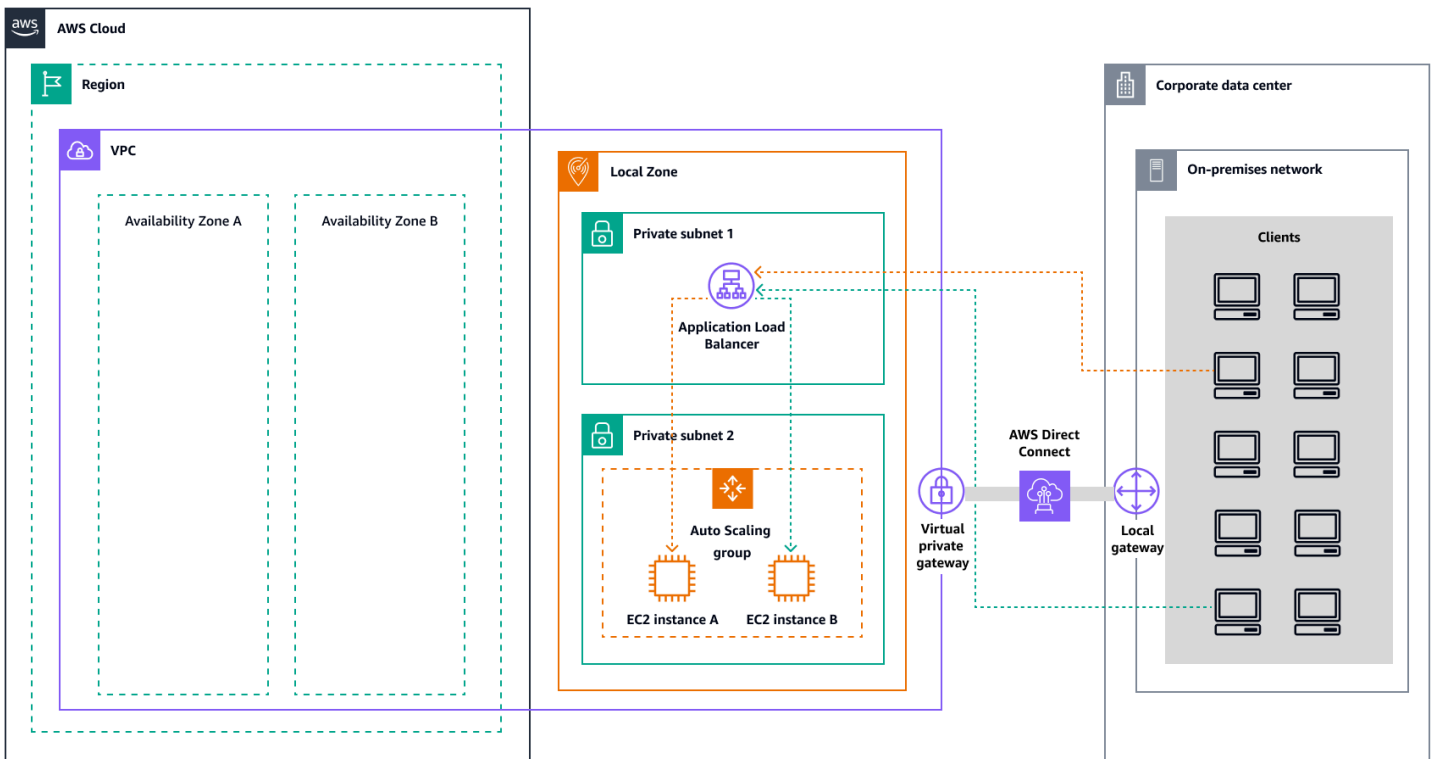 aws
AWS Cloud
Region
VPC
Availability Zone A
Availability Zone B
Local Zone
Private subnet 1
Application Load
Balancer
Private subnet 2
Auto Scaling
group
EC2 instance A
EC2 instance B
Virtual
private
gateway
AWS Direct
Connect
Local
gateway
Corporate data center
On-premises network
Clients